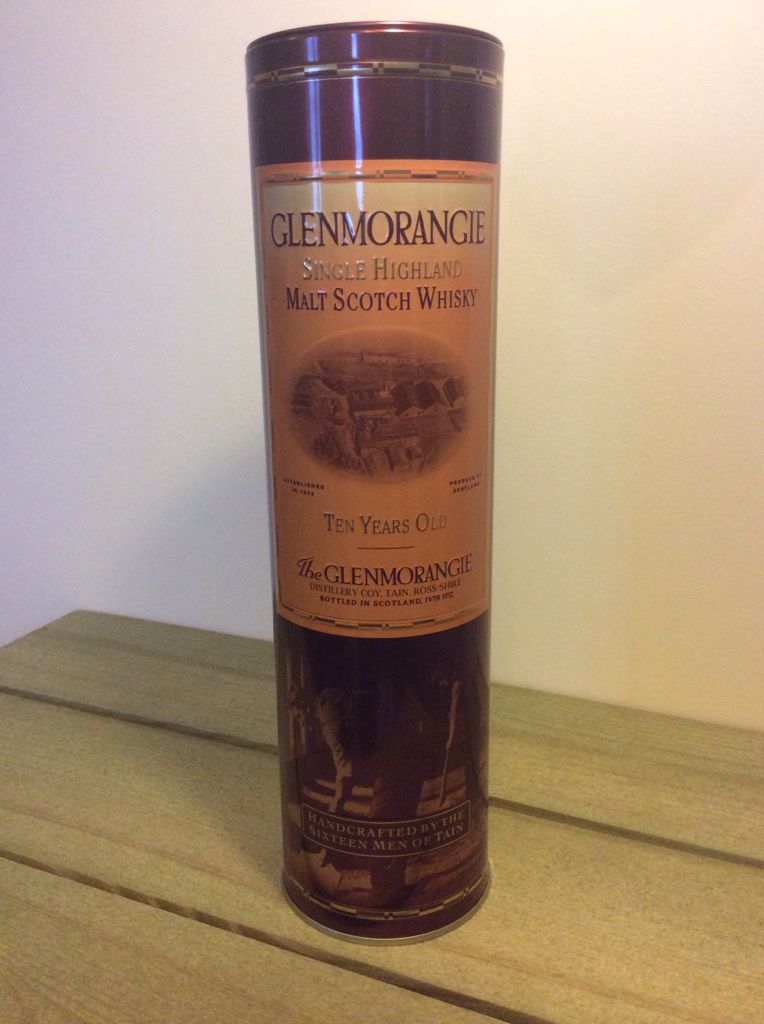 GLENMORANGIE
SINGLE HIGHLAND
MALT SCOTCH WHISKY
ESTABLISHED
IN 1843
PRODUCE OF
SCOTLAND
TEN YEARS OLD
The GLENMORANGIE
DISTILLERY COY, TAIN, ROSS-SHIRE
BOTTLED IN SCOTLAND, IV19 1PZ
HANDCRAFTED BY THE
SIXTEEN MEN OF TAIN